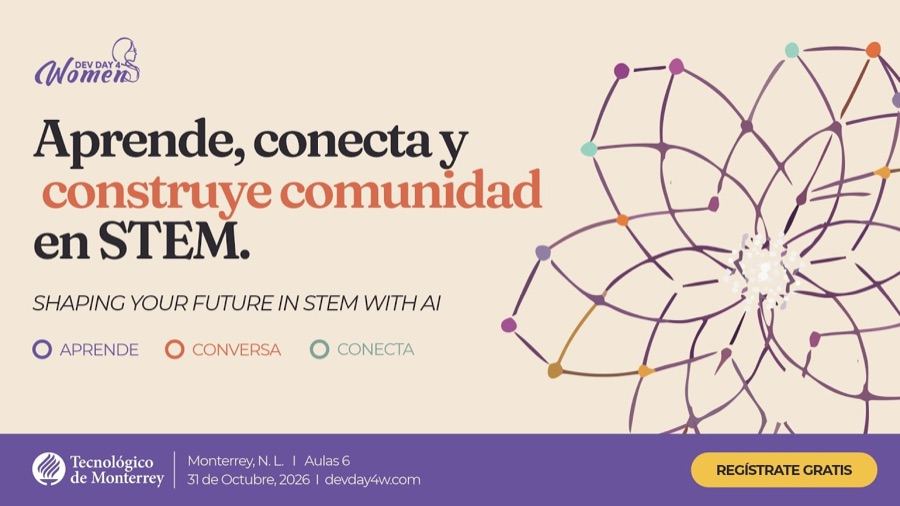 DEV DAY 4
Women
Aprende, conecta y
construye comunidad
en STEM.
SHAPING YOUR FUTURE IN STEM WITH AI
APRENDE CONVERSA CONECTA
Tecnológico
de Monterrey
Monterrey, N. L. I Aulas 6
31 de Octubre, 2026 I devday4w.com
REGÍSTRATE GRATIS